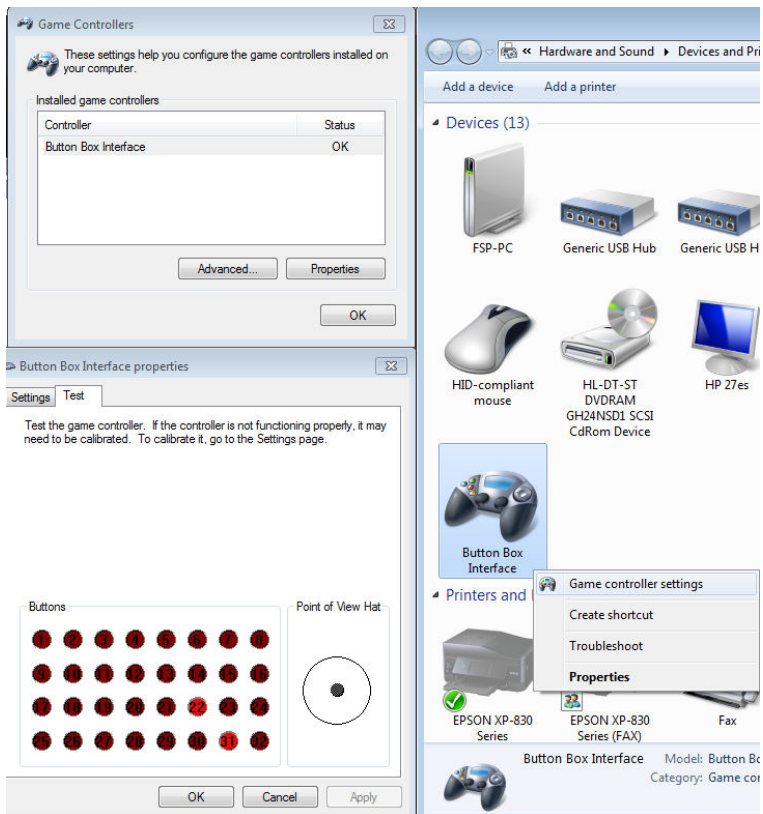 Game Controllers
These settings help you configure the game controllers installed on
your computer.
Installed game controllers
Controller Status
Button Box Interface OK
Advanced... Properties
OK
Button Box Interface properties
Settings Test
Test the game controller. If the controller is not functioning properly, it may
need to be calibrated. To calibrate it, go to the Settings page.
Buttons
Point of View Hat
1 2 3 4 5 6 7 8
9 10 11 12 13 14 15 16
17 18 19 20 21 22 23 24
25 26 27 28 29 30 31 32
OK Cancel Apply
« Hardware and Sound Devices and Pri
Add a device Add a printer
Devices (13)
FSP-PC
Generic USB Hub
Generic USB H
HID-compliant
mouse
HL-DT-ST
DVDRAM
GH24NSD1 SCSI
CdRom Device
HP 27es
Button Box
Interface
Game controller settings
Create shortcut
Troubleshoot
Properties
Printers and
EPSON XP-830
Series
EPSON XP-830
Series (FAX)
Fax
Button Box Interface Model: Button Bo
Category: Game con